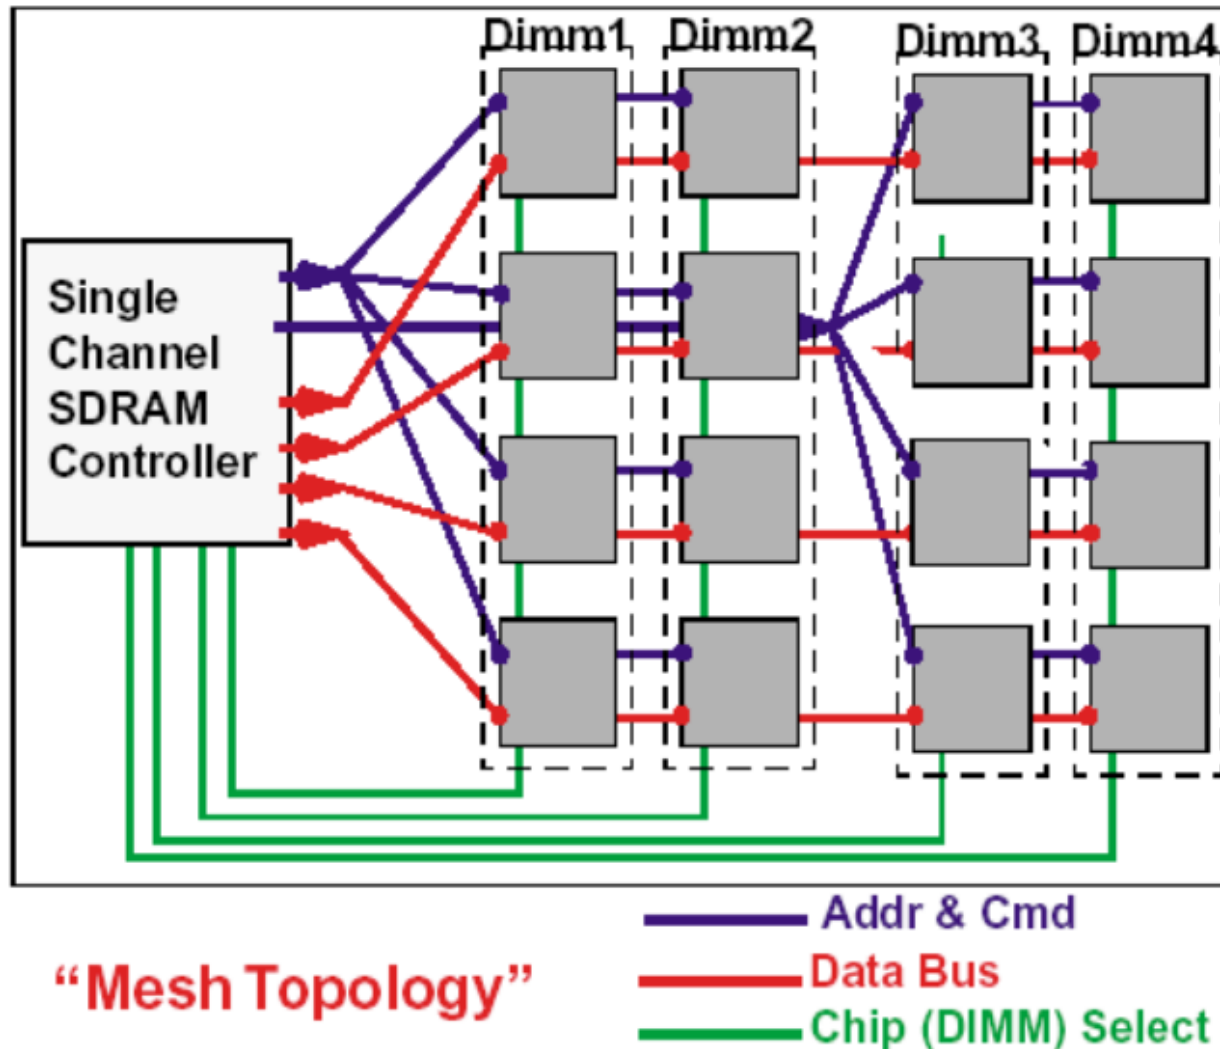 Dimm1 Dimm2 Dimm3 Dimm4
Single
Channel
SDRAM
Controller
Addr & Cmd
“Mesh Topology”
Data Bus
Chip (DIMM) Select